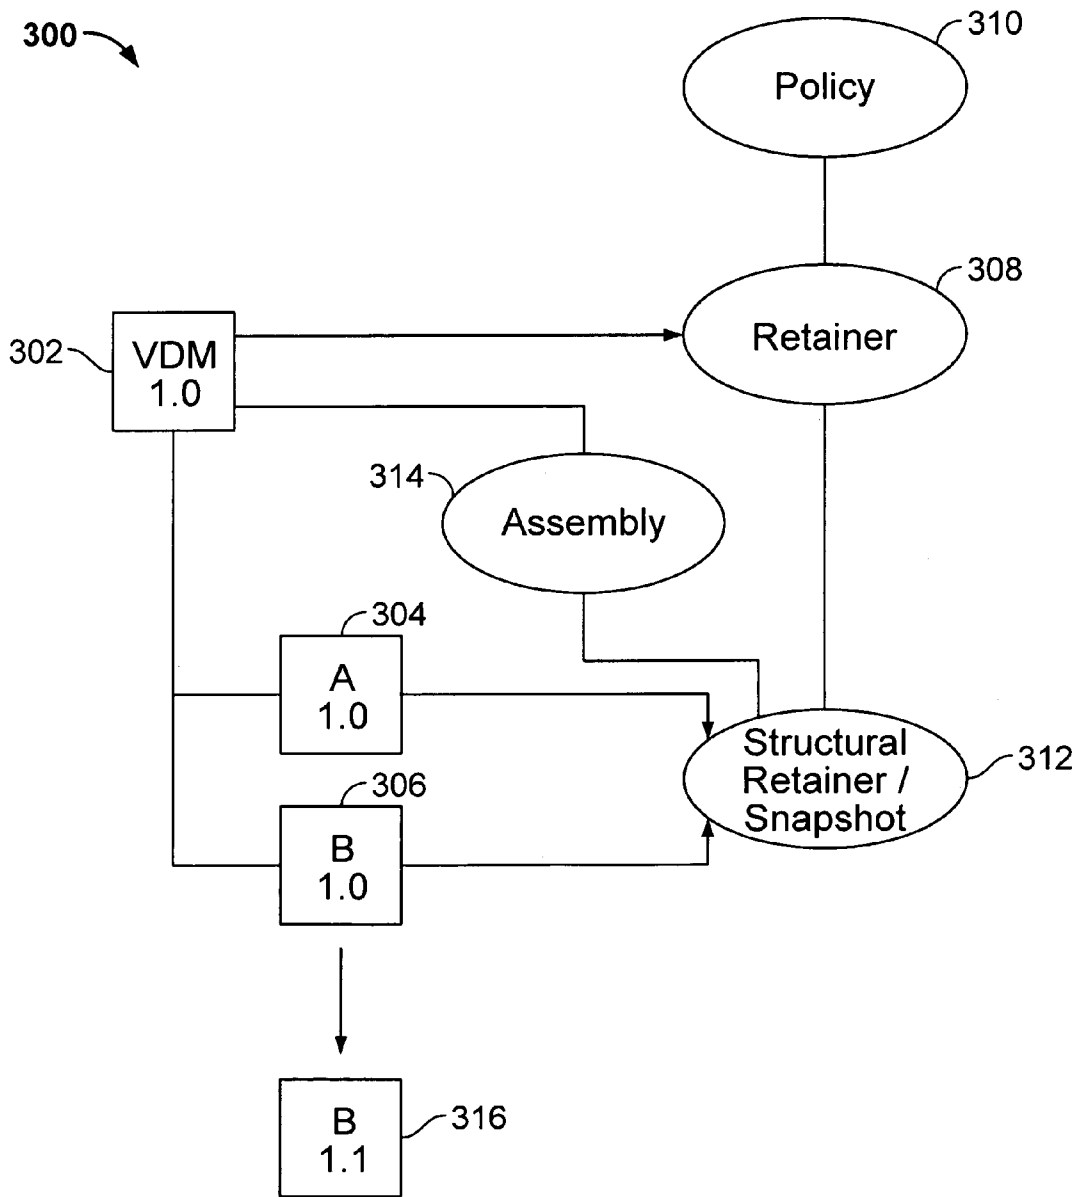 300
310
Policy
308
Retainer
302
VDM
1.0
314
Assembly
304
A
1.0
Structural
Retainer /
Snapshot
312
306
B
1.0
B
1.1
316